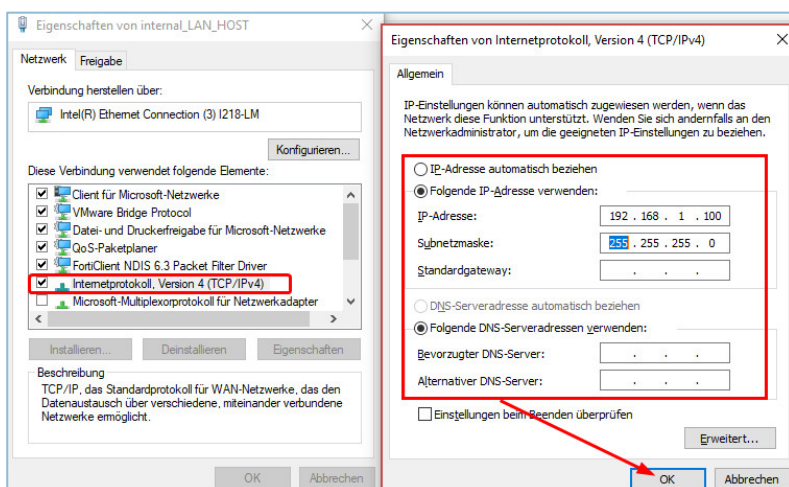 Eigenschaften von internal_LAN_HOST
Netzwerk Freigabe
Verbindung herstellen über:
Intel(R) Ethernet Connection (3) I218-LM
Konfigurieren...
Diese Verbindung verwendet folgende Elemente:
Client für Microsoft-Netzwerke
VMware Bridge Protocol
Datei- und Druckerfreigabe für Microsoft-Netzwerke
QoS-Paketplaner
FortiClient NDIS 6.3 Packet Filter Driver
Internetprotokoll, Version 4 (TCP/IPv4)
Microsoft-Multiplexorprotokoll für Netzwerkadapter
Installieren... Deinstallieren Eigenschaften
Beschreibung
TCP/IP, das Standardprotokoll für WAN-Netzwerke, das den
Datenaustausch über verschiedene, miteinander verbundene
Netzwerke ermöglicht.
OK Abbrechen
Eigenschaften von Internetprotokoll, Version 4 (TCP/IPv4)
Allgemein
IP-Einstellungen können automatisch zugewiesen werden, wenn das
Netzwerk diese Funktion unterstützt. Wenden Sie sich andernfalls an den
Netzwerkadministrator, um die geeigneten IP-Einstellungen zu beziehen.
IP-Adresse automatisch beziehen
Folgende IP-Adresse verwenden:
IP-Adresse: 192 . 168 . 1 . 100
Subnetzmaske: 255 . 255 . 255 . 0
Standardgateway: . . .
DNS-Serveradresse automatisch beziehen
Folgende DNS-Serveradressen verwenden:
Bevorzugter DNS-Server: . . .
Alternativer DNS-Server: . . .
Einstellungen beim Beenden überprüfen
Erweitert...
OK Abbrechen